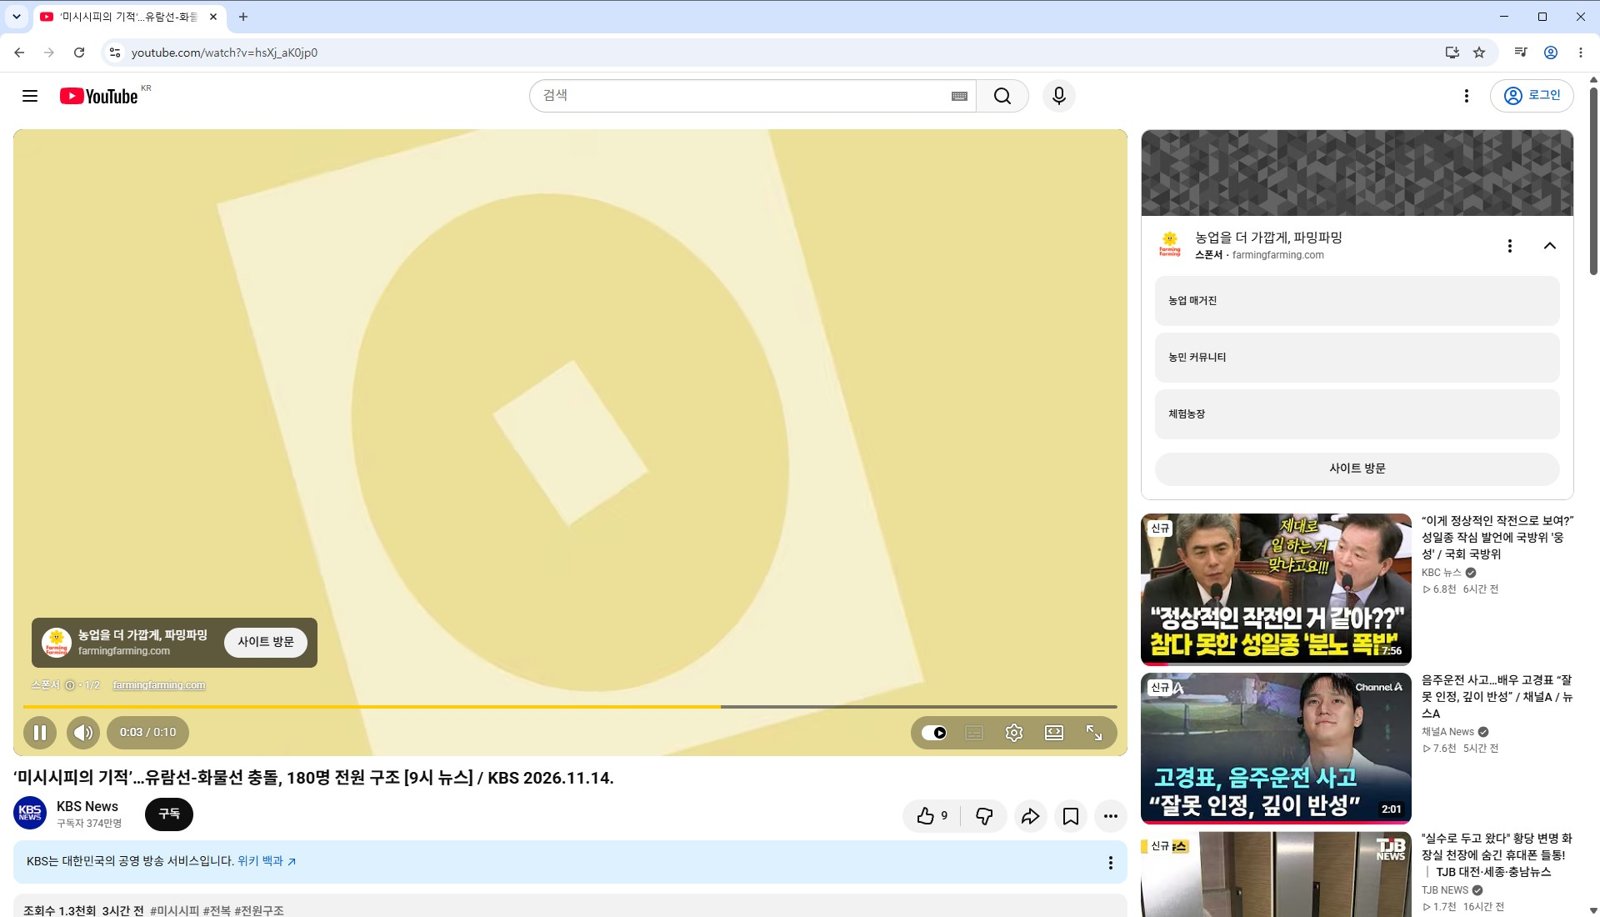 '미시시피의 기적'...유람선-화물
youtube.com/watch?v=hsXj_aK0jp0
YouTube KR
검색
로그인
농업을 더 가깝게, 파밍파밍
farmingfarming.com
사이트 방문
스폰서 · 1/2 farmingfarming.com
0:03 / 0:10
'미시시피의 기적'...유람선-화물선 충돌, 180명 전원 구조 [9시 뉴스] / KBS 2026.11.14.
KBS NEWS
KBS News
구독자 374만명
구독
9
KBS는 대한민국의 공영 방송 서비스입니다. 위키 백과
조회수 1.3천회 3시간 전 #미시시피 #전복 #전원구조
Farming Farming
농업을 더 가깝게, 파밍파밍
스폰서 · farmingfarming.com
농업 매거진
농민 커뮤니티
체험농장
사이트 방문
신규
제대로
일 하는 거
맞냐고요!!!
"정상적인 작전인 거 같아??"
참다 못한 성일종 '분노 폭발'
7:56
"이게 정상적인 작전으로 보여?"
성일종 작심 발언에 국방위 '웅
성' / 국회 국방위
KBC 뉴스
6.8천 6시간 전
신규
Channel A
고경표, 음주운전 사고
"잘못 인정, 깊이 반성"
2:01
음주운전 사고...배우 고경표 "잘
못 인정, 깊이 반성" / 채널A / 뉴
스A
채널A News
7.6천 5시간 전
신규
뉴스
TJB
NEWS
"실수로 두고 왔다" 황당 변명 화
장실 천장에 숨긴 휴대폰 들통!
｜ TJB 대전·세종·충남뉴스
TJB NEWS
1.7천 16시간 전